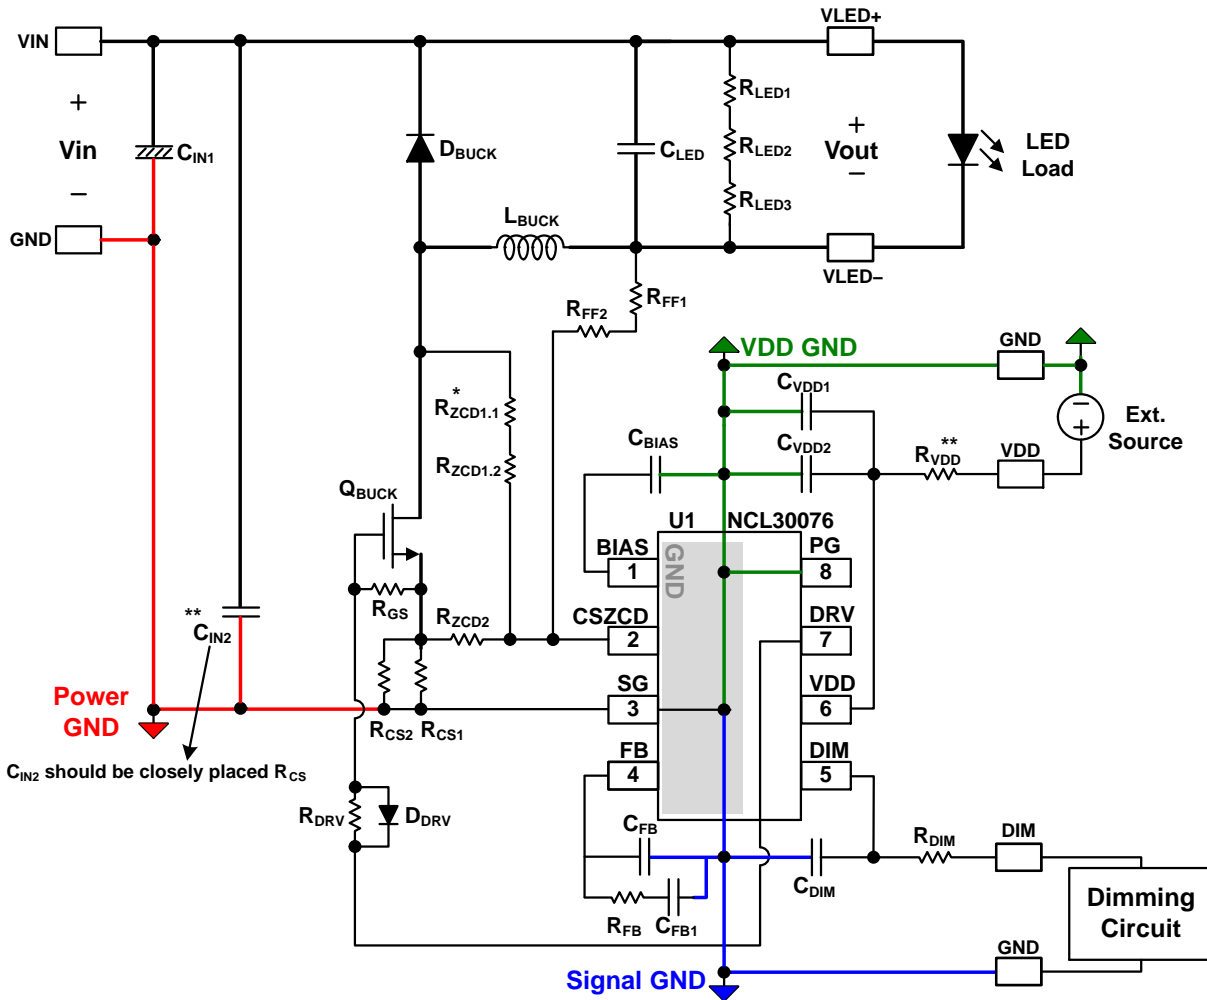 VIN
VLED+
+
Vin
−
GND
CIN1
DBUCK
CLED
RLED1
RLED2
RLED3
+
Vout
−
LED
Load
LBUCK
VLED−
RFF2
RFF1
VDD GND
GND
CVDD1
CVDD2
CBIAS
RVDD**
VDD
−
+
Ext.
Source
RZCD1.1*
RZCD1.2
QBUCK
RGS
RZCD2
U1
NCL30076
GND
BIAS
1
CSZCD
2
SG
3
FB
4
PG
8
DRV
7
VDD
6
DIM
5
**
CIN2
Power
GND
RCS2
RCS1
CIN2 should be closely placed RCS
RDRV
DDRV
CFB
RFB
CFB1
CDIM
RDIM
DIM
Dimming
Circuit
GND
Signal GND